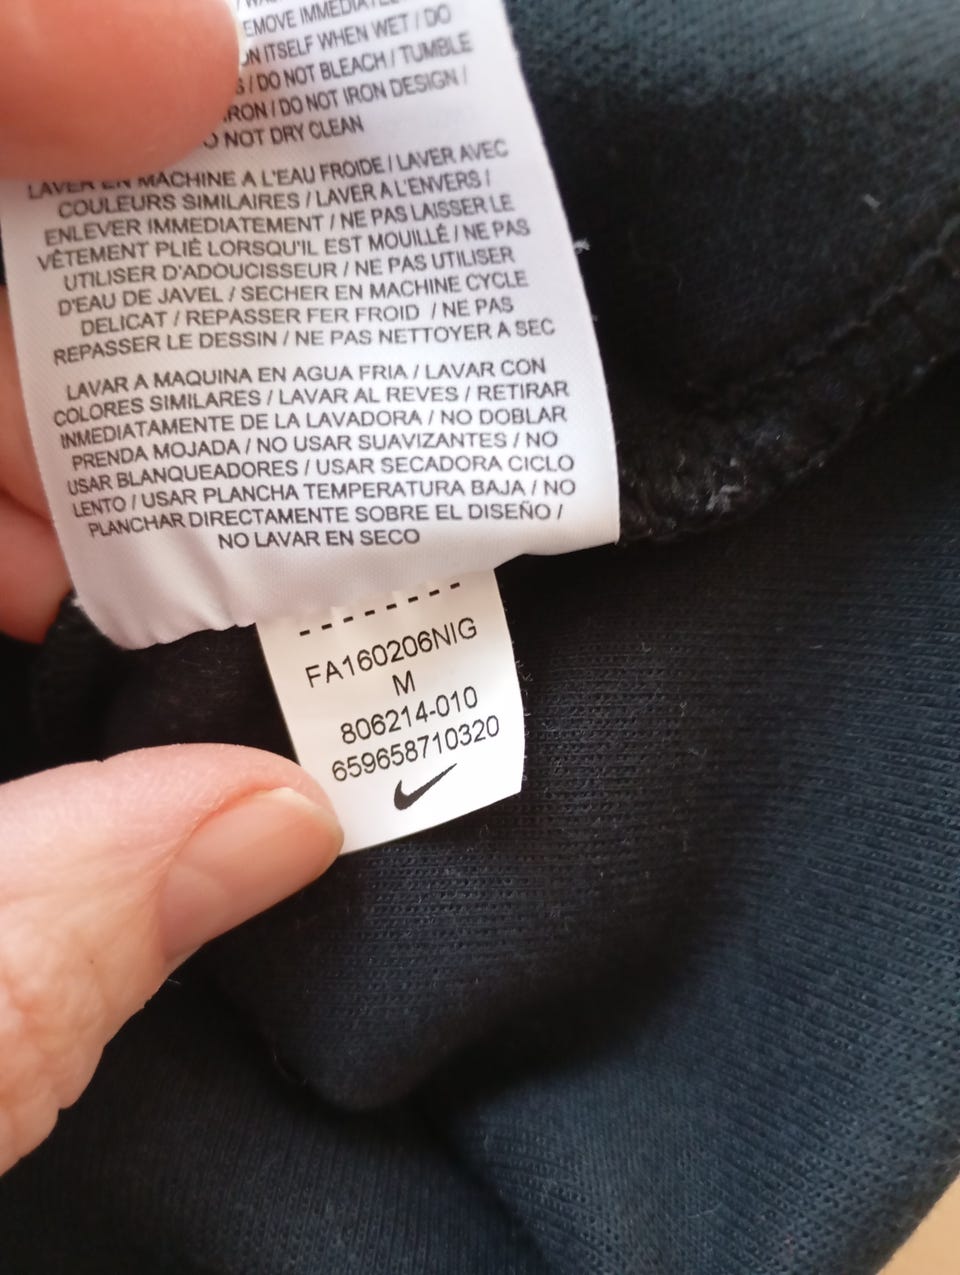 EMOVE IMMEDIATE
ON ITSELF WHEN WET / DO
S / DO NOT BLEACH / TUMBLE
IRON / DO NOT IRON DESIGN /
O NOT DRY CLEAN
LAVER EN MACHINE A L'EAU FROIDE / LAVER AVEC
COULEURS SIMILAIRES / LAVER A L'ENVERS /
ENLEVER IMMEDIATEMENT / NE PAS LAISSER LE
VÊTEMENT PLIÉ LORSQU'IL EST MOUILLÉ / NE PAS
UTILISER D'ADOUCISSEUR / NE PAS UTILISER
D'EAU DE JAVEL / SECHER EN MACHINE CYCLE
DELICAT / REPASSER FER FROID / NE PAS
REPASSER LE DESSIN / NE PAS NETTOYER A SEC
LAVAR A MAQUINA EN AGUA FRIA / LAVAR CON
COLORES SIMILARES / LAVAR AL REVES / RETIRAR
INMEDIATAMENTE DE LA LAVADORA / NO DOBLAR
PRENDA MOJADA / NO USAR SUAVIZANTES / NO
USAR BLANQUEADORES / USAR SECADORA CICLO
LENTO / USAR PLANCHA TEMPERATURA BAJA / NO
PLANCHAR DIRECTAMENTE SOBRE EL DISEÑO /
NO LAVAR EN SECO
FA160206NIG
M
806214-010
659658710320